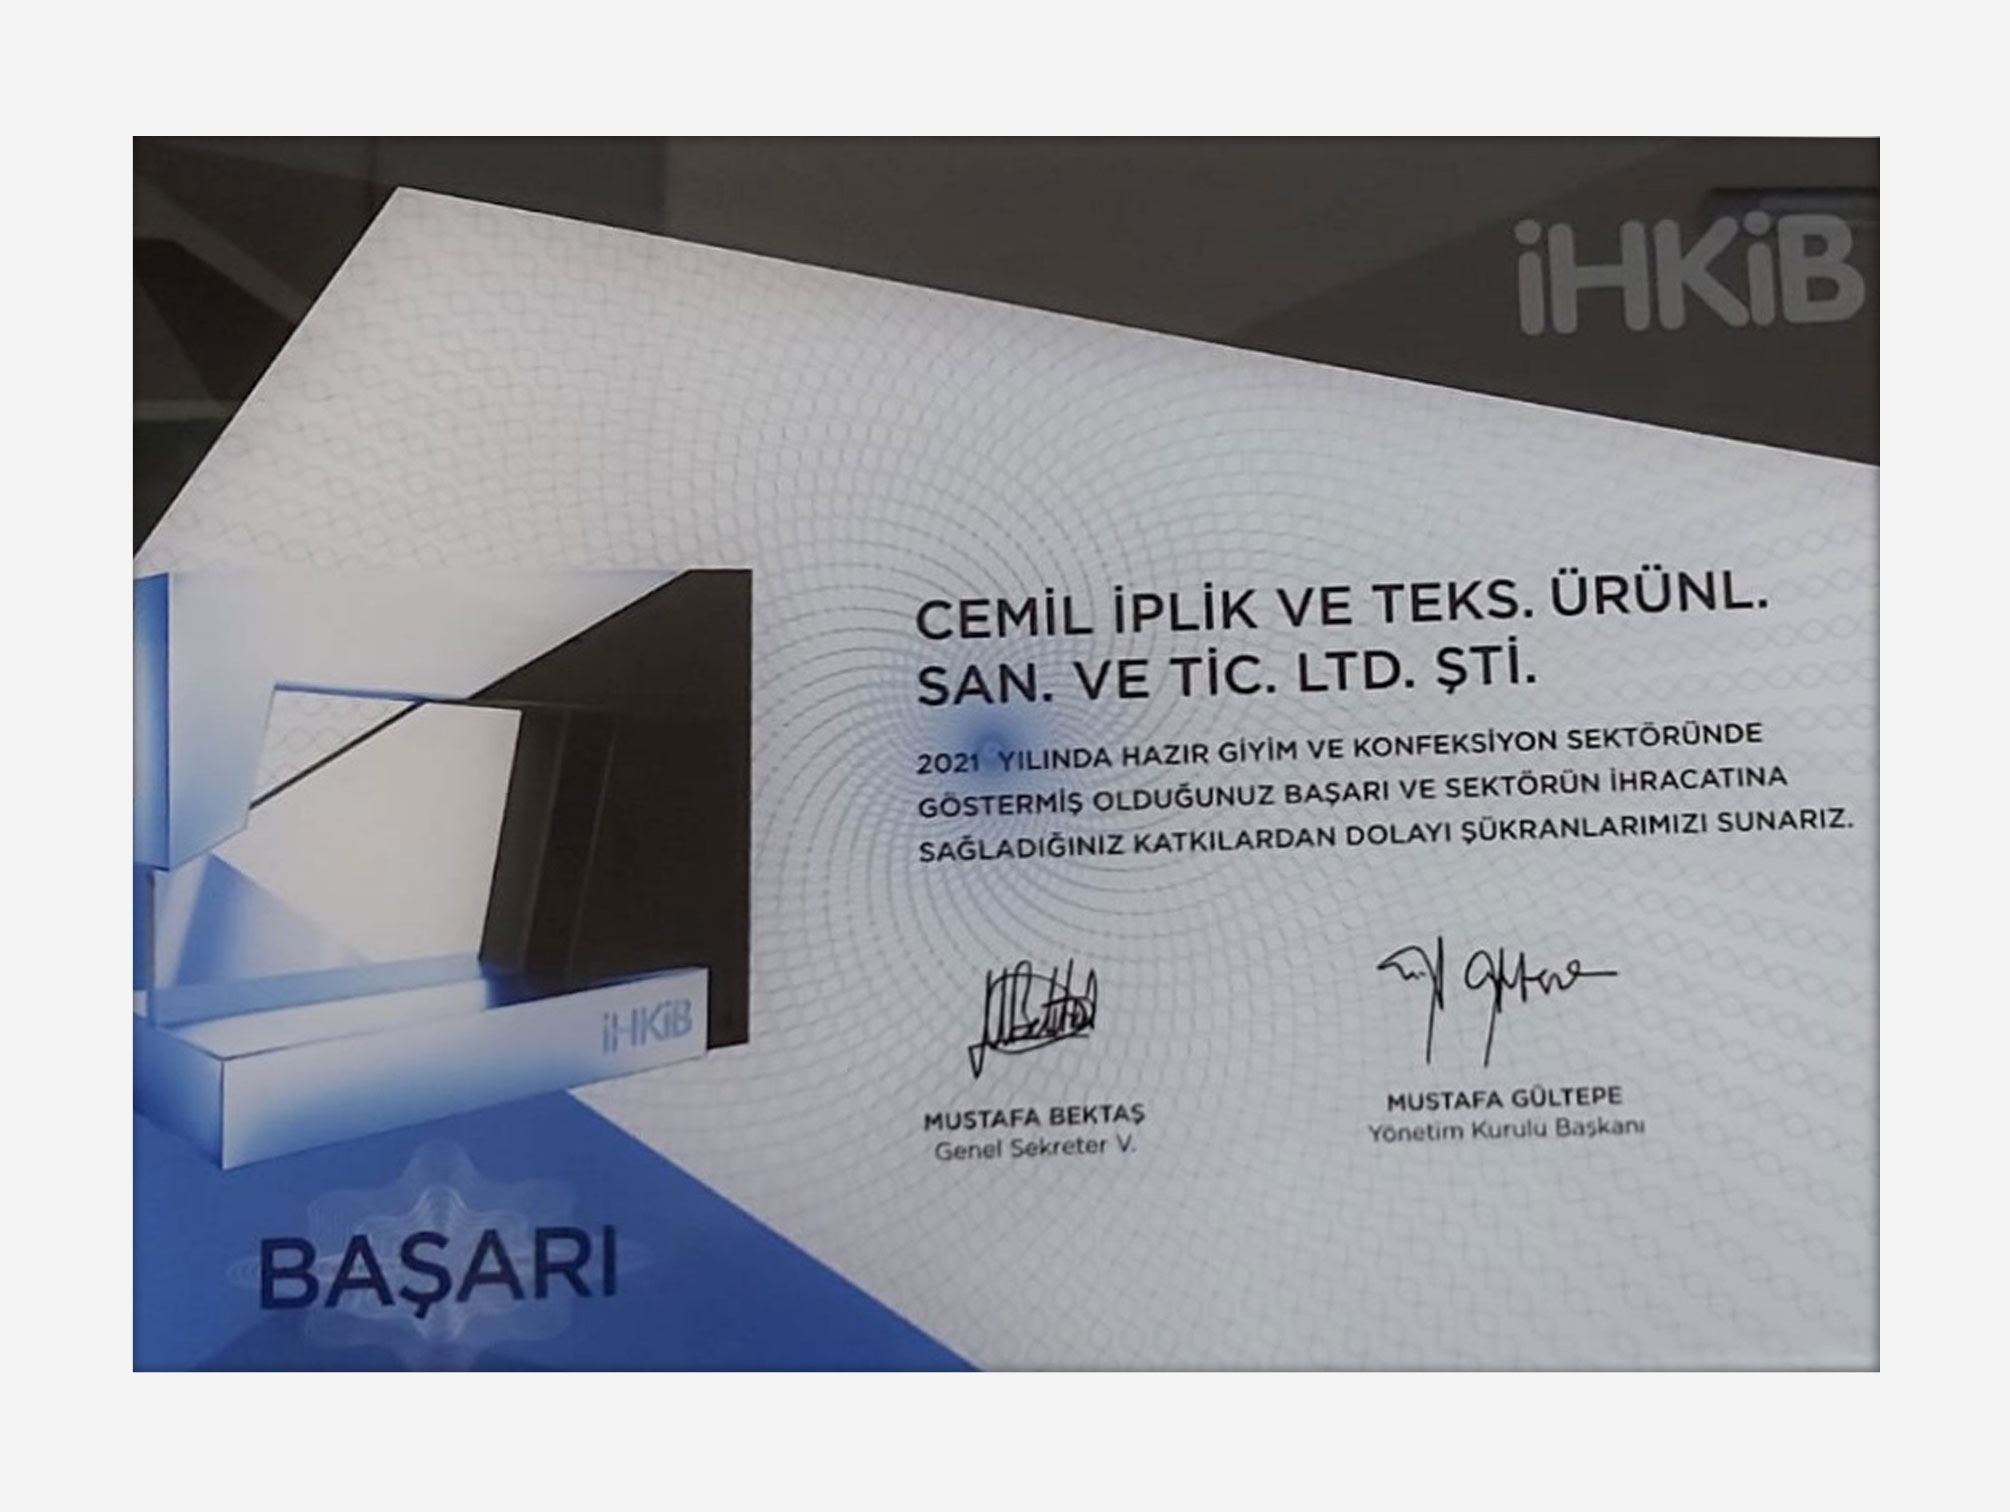 iHKiB
CEMİL İPLİK VE TEKS. ÜRÜNL.
SAN. VE TİC. LTD. ŞTİ.
2021 YILINDA HAZIR GİYİM VE KONFEKSİYON SEKTÖRÜNDE
GÖSTERMİŞ OLDUĞUNUZ BAŞARI VE SEKTÖRÜN İHRACATINA
SAĞLADIĞINIZ KATKILARDAN DOLAYI ŞÜKRANLARIMIZI SUNARIZ.
iHKiB
MUSTAFA BEKTAŞ
Genel Sekreter V.
MUSTAFA GÜLTEPE
Yönetim Kurulu Başkanı
BAŞARI